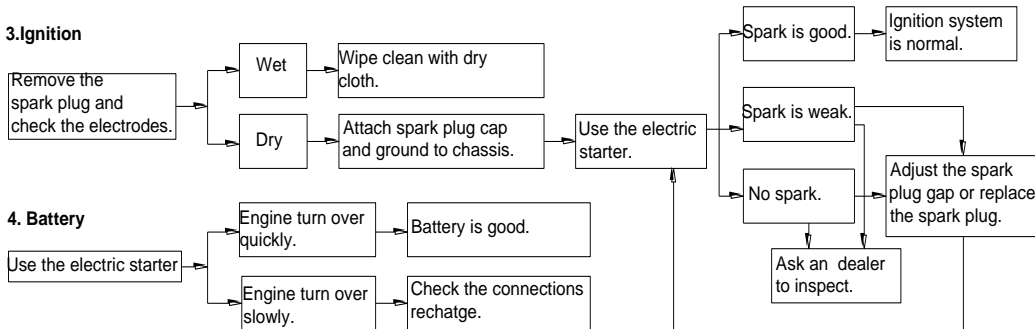 3.Ignition
Remove the
spark plug and
check the electrodes.
Wet
Wipe clean with dry
cloth.
Dry
Attach spark plug cap
and ground to chassis.
Use the electric
starter.
Spark is good.
Ignition system
is normal.
Spark is weak.
No spark.
Adjust the spark
plug gap or replace
the spark plug.
Ask an dealer
to inspect.
4. Battery
Use the electric starter
Engine turn over
quickly.
Battery is good.
Engine turn over
slowly.
Check the connections
rechatge.